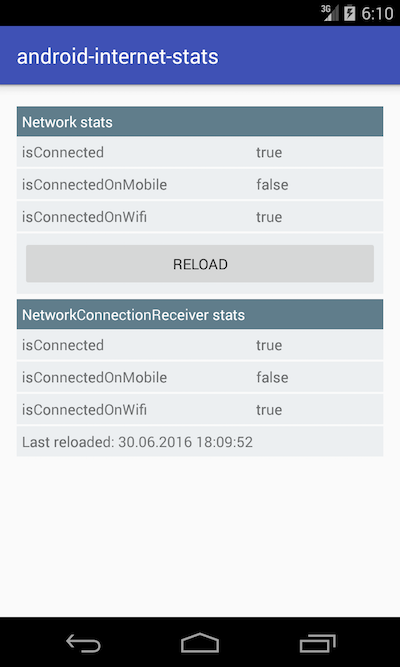 3G 6:10
android-internet-stats
Network stats
isConnected true
isConnectedOnMobile false
isConnectedOnWifi true
RELOAD
NetworkConnectionReceiver stats
isConnected true
isConnectedOnMobile false
isConnectedOnWifi true
Last reloaded: 30.06.2016 18:09:52